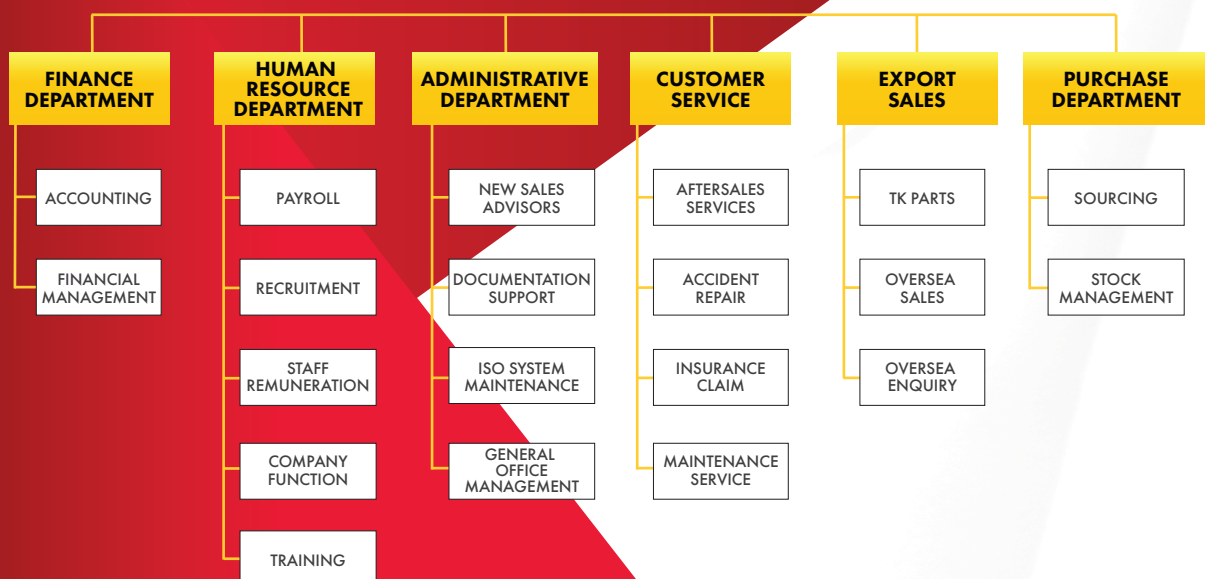 FINANCE
DEPARTMENT
HUMAN
RESOURCE
DEPARTMENT
ADMINISTRATIVE
DEPARTMENT
CUSTOMER
SERVICE
EXPORT
SALES
PURCHASE
DEPARTMENT
ACCOUNTING
FINANCIAL
MANAGEMENT
PAYROLL
RECRUITMENT
STAFF
REMUNERATION
COMPANY
FUNCTION
TRAINING
NEW SALES
ADVISORS
DOCUMENTATION
SUPPORT
ISO SYSTEM
MAINTENANCE
GENERAL
OFFICE
MANAGEMENT
AFTERSALES
SERVICES
ACCIDENT
REPAIR
INSURANCE
CLAIM
MAINTENANCE
SERVICE
TK PARTS
OVERSEA
SALES
OVERSEA
ENQUIRY
SOURCING
STOCK
MANAGEMENT